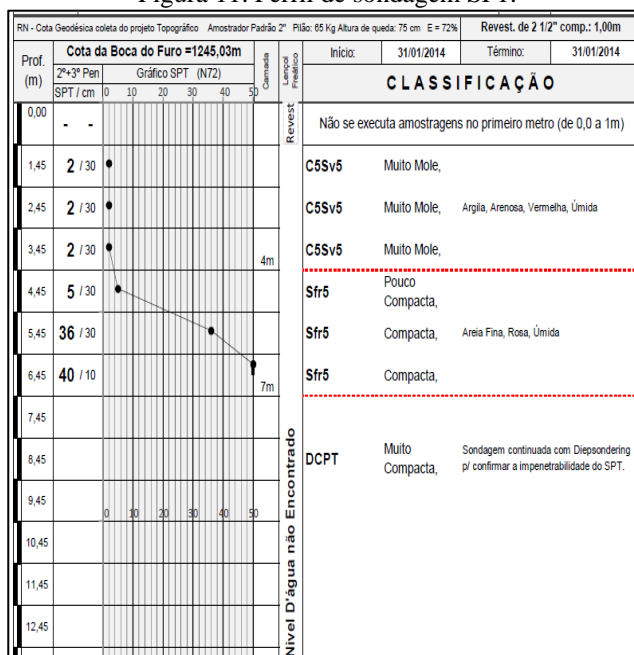 Figura 11: Perfil de sondagem SPT.
RN - Cota Geodésica coleta do projeto Topográfico Amostrador Padrão 2" Pilão: 65 Kg Altura de queda: 75 cm E = 72% Revest. de 2 1/2" comp.: 1,00m
Prof. (m) Cota da Boca do Furo =1245,03m Camada Lençol Freático Início: 31/01/2014 Término: 31/01/2014
2º+3º Pen Gráfico SPT (N72) CLASSIFICAÇÃO
SPT / cm 0 10 20 30 40 50
0,00 - - Revest Não se executa amostragens no primeiro metro (de 0,0 a 1m)
1,45 2 / 30 C5Sv5 Muito Mole,
2,45 2 / 30 C5Sv5 Muito Mole, Argila, Arenosa, Vermelha, Úmida
3,45 2 / 30 4m C5Sv5 Muito Mole,
4,45 5 / 30 Sfr5 Pouco Compacta,
5,45 36 / 30 Sfr5 Compacta, Areia Fina, Rosa, Úmida
6,45 40 / 10 7m Sfr5 Compacta,
7,45
8,45 DCPT Muito Compacta, Sondagem continuada com Diepsondering p/ confirmar a impenetrabilidade do SPT.
9,45 0 10 20 30 40 50
10,45
11,45
12,45
Nivel D'água não Encontrado